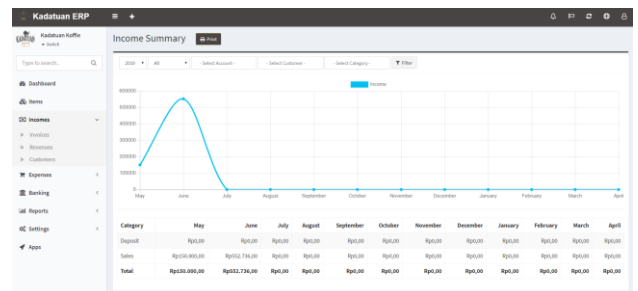 Kadatuan ERP
Kadatuan Koffie
Switch
Type to search..
Dashboard
Items
Incomes
Invoices
Revenues
Customers
Expenses
Banking
Reports
Settings
Apps
Income Summary Print
2019 All - Select Account - - Select Customer - - Select Category - Filter
Income
600000
500000
400000
300000
200000
100000
0
May June July August September October November December January February March April
Category May June July August September October November December January February March April
Deposit Rp0,00 Rp0,00 Rp0,00 Rp0,00 Rp0,00 Rp0,00 Rp0,00 Rp0,00 Rp0,00 Rp0,00 Rp0,00 Rp0,00
Sales Rp150.000,00 Rp552.736,00 Rp0,00 Rp0,00 Rp0,00 Rp0,00 Rp0,00 Rp0,00 Rp0,00 Rp0,00 Rp0,00 Rp0,00
Total Rp150.000,00 Rp552.736,00 Rp0,00 Rp0,00 Rp0,00 Rp0,00 Rp0,00 Rp0,00 Rp0,00 Rp0,00 Rp0,00 Rp0,00